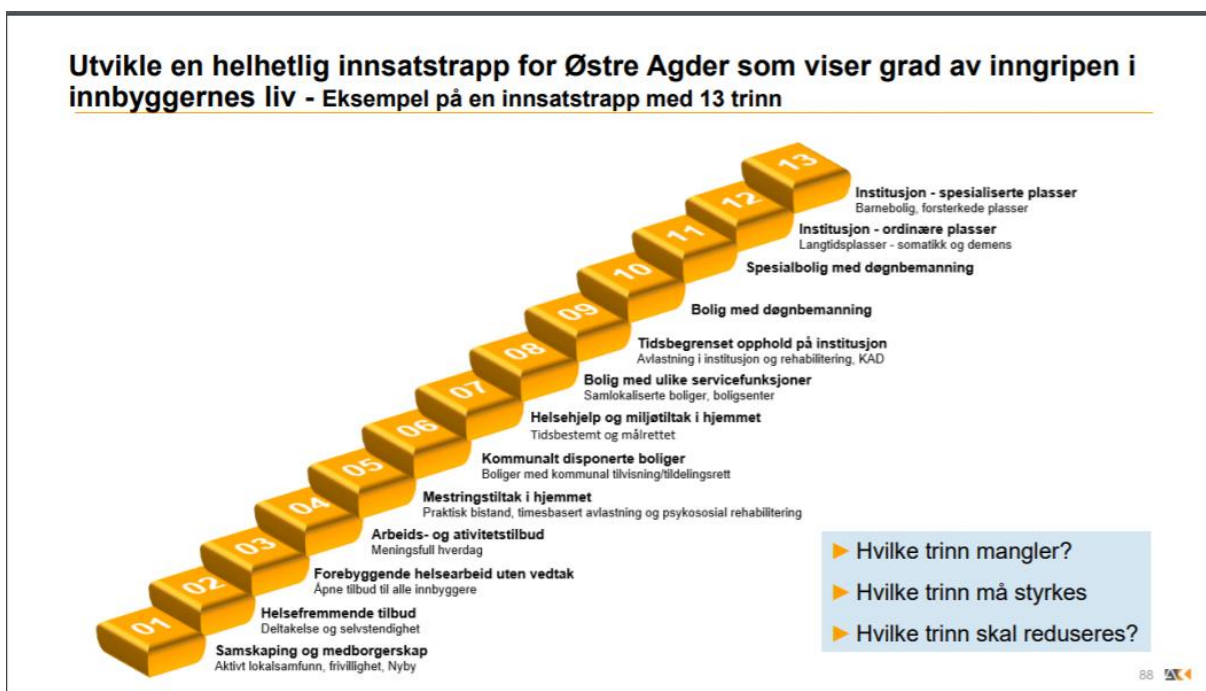 Utvikle en helhetlig innsatstrapp for Østre Agder som viser grad av inngripen i
innbyggernes liv - Eksempel på en innsatstrapp med 13 trinn
13
Institusjon - spesialiserte plasser
Barnebolig, forsterkede plasser
12
Institusjon - ordinære plasser
Langtidsplasser - somatikk og demens
11
Spesialbolig med døgnbemanning
10
Bolig med døgnbemanning
09
Tidsbegrenset opphold på institusjon
Avlastning i institusjon og rehabilitering, KAD
08
Bolig med ulike servicefunksjoner
Samlokaliserte boliger, boligsenter
07
Helsehjelp og miljøtiltak i hjemmet
Tidsbestemt og målrettet
06
Kommunalt disponerte boliger
Boliger med kommunal tilvisning/tildelingsrett
05
Mestringstiltak i hjemmet
Praktisk bistand, timesbasert avlastning og psykososial rehabilitering
04
Arbeids- og ativitetstilbud
Meningsfull hverdag
03
Forebyggende helsearbeid uten vedtak
Åpne tilbud til alle innbyggere
02
Helsefremmende tilbud
Deltakelse og selvstendighet
01
Samskaping og medborgerskap
Aktivt lokalsamfunn, frivillighet, Nyby
Hvilke trinn mangler?
Hvilke trinn må styrkes
Hvilke trinn skal reduseres?
88